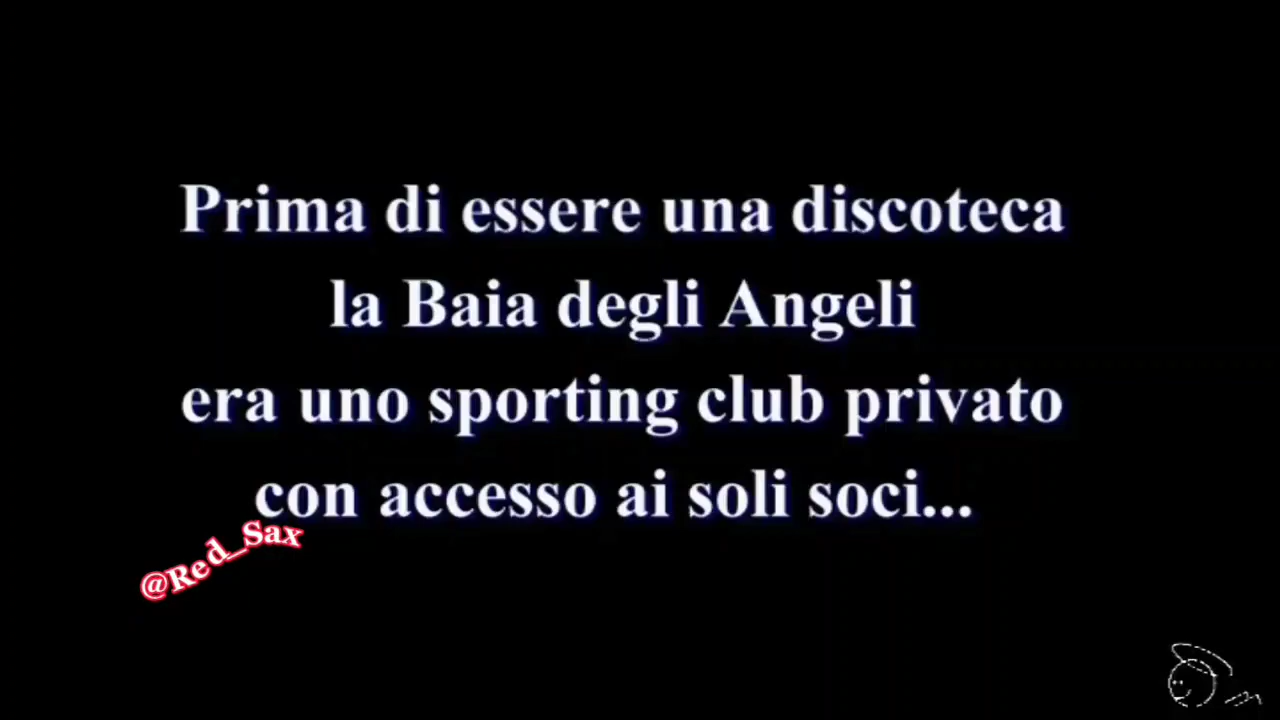 Prima di essere una discoteca
la Baia degli Angeli
era uno sporting club privato
con accesso ai soli soci...
@Red_Sax